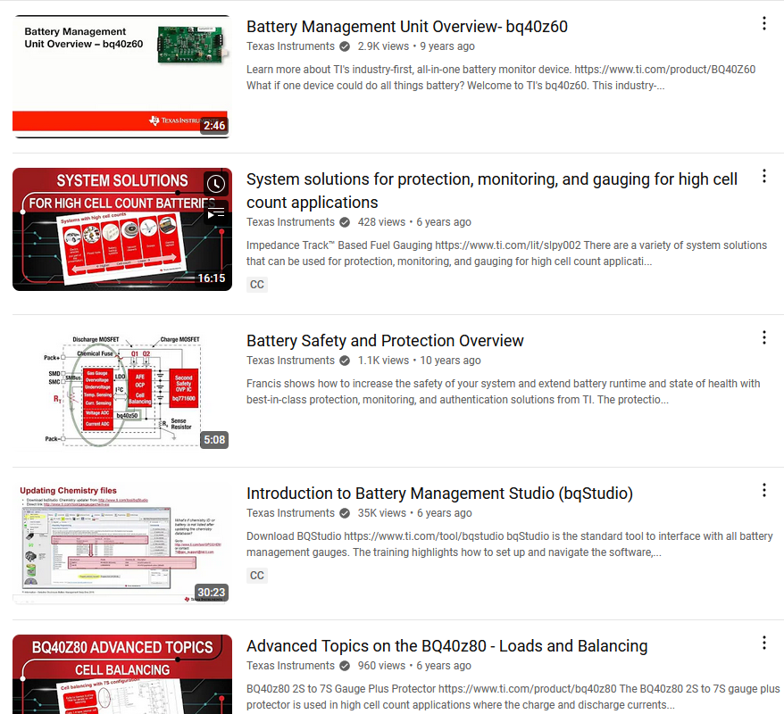 Battery Management
Unit Overview – bq40z60
2:46
Battery Management Unit Overview- bq40z60
Texas Instruments 2.9K views • 9 years ago
Learn more about TI's industry-first, all-in-one battery monitor device. https://www.ti.com/product/BQ40Z60
What if one device could do all things battery? Welcome to TI's bq40z60. This industry-...
SYSTEM SOLUTIONS
FOR HIGH CELL COUNT BATTERIES
Systems with high cell counts
16:15
System solutions for protection, monitoring, and gauging for high cell
count applications
Texas Instruments 428 views • 6 years ago
Impedance Track™ Based Fuel Gauging https://www.ti.com/lit/slpy002 There are a variety of system solutions
that can be used for protection, monitoring, and gauging for high cell count applicati...
CC
Discharge MOSFET Charge MOSFET
Chemical Fuse Q1 Q2
Pack+
SMD
SMC
SMBus
R1
Gas Gauge
Overvoltage
Undervoltage
Temp. Sensing
Curr. Sensing
Voltage ADC
Current ADC
LDO
I²C
AFE
OCP
Cell
Balancing
bq40z50
Second
Safety
OVP IC
bq771600
Sense
Resistor
Pack–
5:08
Battery Safety and Protection Overview
Texas Instruments 1.1K views • 10 years ago
Francis shows how to increase the safety of your system and extend battery runtime and state of health with
best-in-class protection, monitoring, and authentication solutions from TI. The protectio...
Updating Chemistry files
30:23
Introduction to Battery Management Studio (bqStudio)
Texas Instruments 35K views • 6 years ago
Download BQStudio https://www.ti.com/tool/bqstudio bqStudio is the standard tool to interface with all battery
management gauges. The training highlights how to set up and navigate the software,...
CC
BQ40Z80 ADVANCED TOPICS
CELL BALANCING
Cell balancing with 7S configuration
Advanced Topics on the BQ40z80 - Loads and Balancing
Texas Instruments 960 views • 6 years ago
BQ40z80 2S to 7S Gauge Plus Protector https://www.ti.com/product/bq40z80 The BQ40z80 2S to 7S gauge plus
protector is used in high cell count applications where the charge and discharge currents...